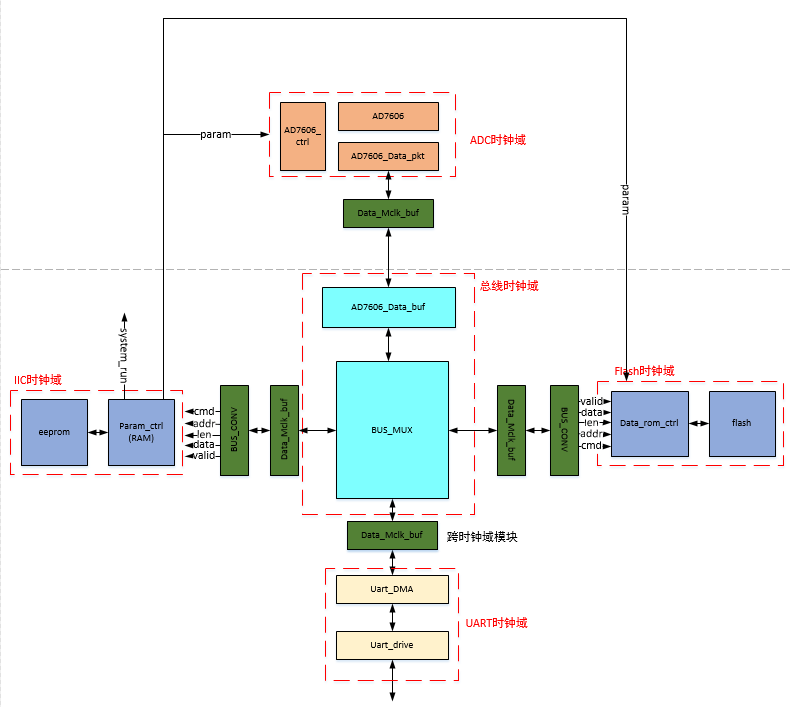 param
AD7606_
ctrl
AD7606
AD7606_Data_pkt
ADC时钟域
Data_Mclk_buf
param
总线时钟域
AD7606_Data_buf
system_run
IIC时钟域
eeprom
Param_ctrl
(RAM)
cmd
addr
len
data
valid
BUS_CONV
Data_Mclk_buf
BUS_MUX
Data_Mclk_buf
BUS_CONV
valid
data
len
addr
cmd
Flash时钟域
Data_rom_ctrl
flash
Data_Mclk_buf
跨时钟域模块
Uart_DMA
UART时钟域
Uart_drive